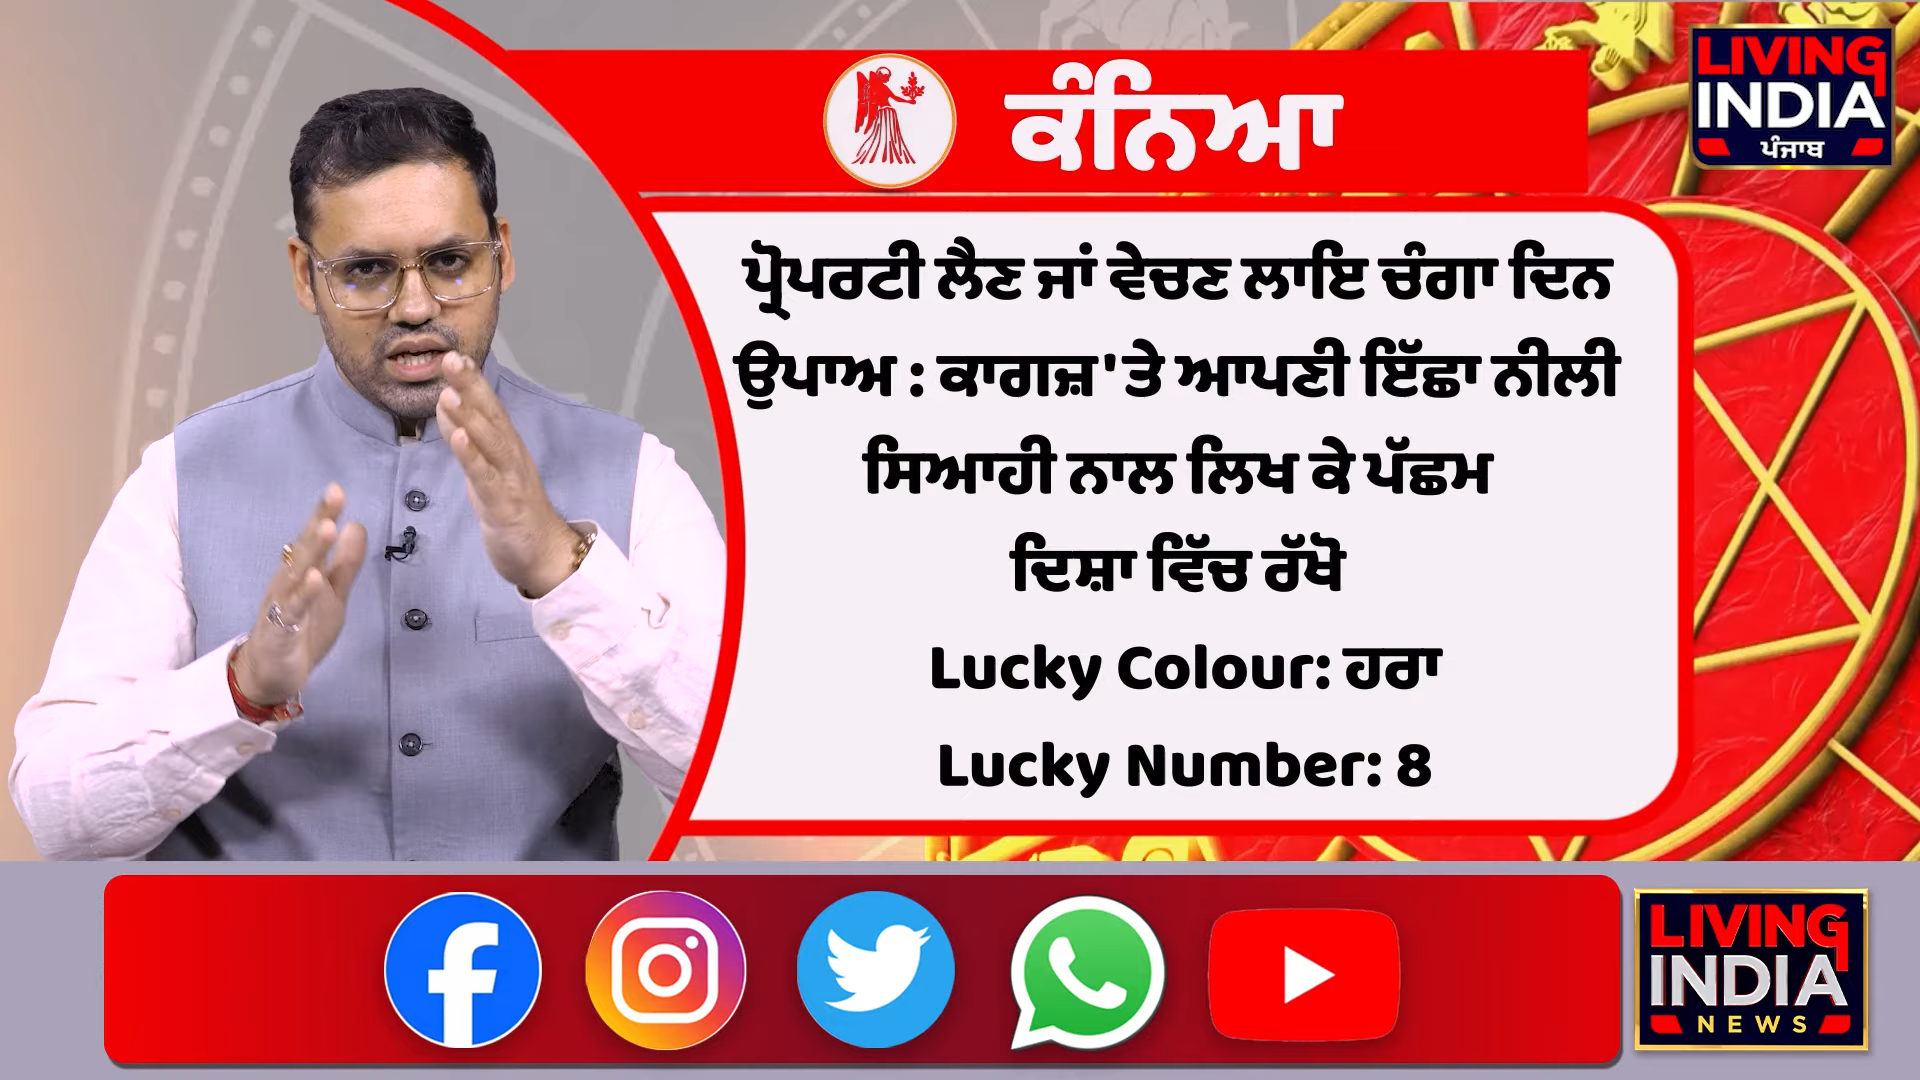 ਕੰਨਿਆ
LIVING
INDIA
ਪੰਜਾਬ
ਪ੍ਰੋਪਰਟੀ ਲੈਣ ਜਾਂ ਵੇਚਣ ਲਾਇ ਚੰਗਾ ਦਿਨ
ਉਪਾਅ : ਕਾਗਜ਼'ਤੇ ਆਪਣੀ ਇੱਛਾ ਨੀਲੀ
ਸਿਆਹੀ ਨਾਲ ਲਿਖ ਕੇ ਪੱਛਮ
ਦਿਸ਼ਾ ਵਿੱਚ ਰੱਖੋ
Lucky Colour: ਹਰਾ
Lucky Number: 8
LIVING
INDIA
NEWS